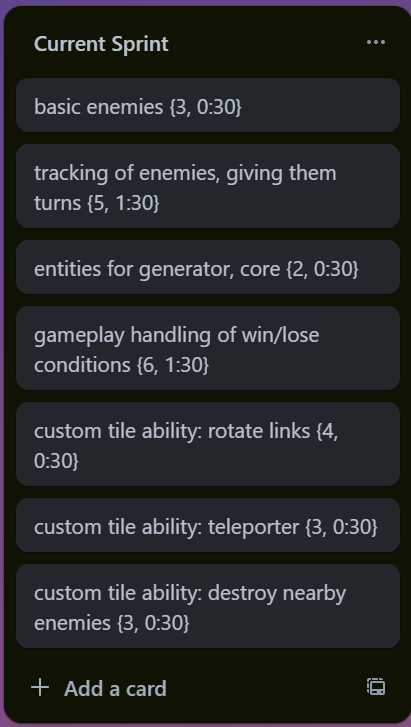 Current Sprint
basic enemies {3, 0:30}
tracking of enemies, giving them
turns {5, 1:30}
entities for generator, core {2, 0:30}
gameplay handling of win/lose
conditions {6, 1:30}
custom tile ability: rotate links {4,
0:30}
custom tile ability: teleporter {3, 0:30}
custom tile ability: destroy nearby
enemies {3, 0:30}
Add a card